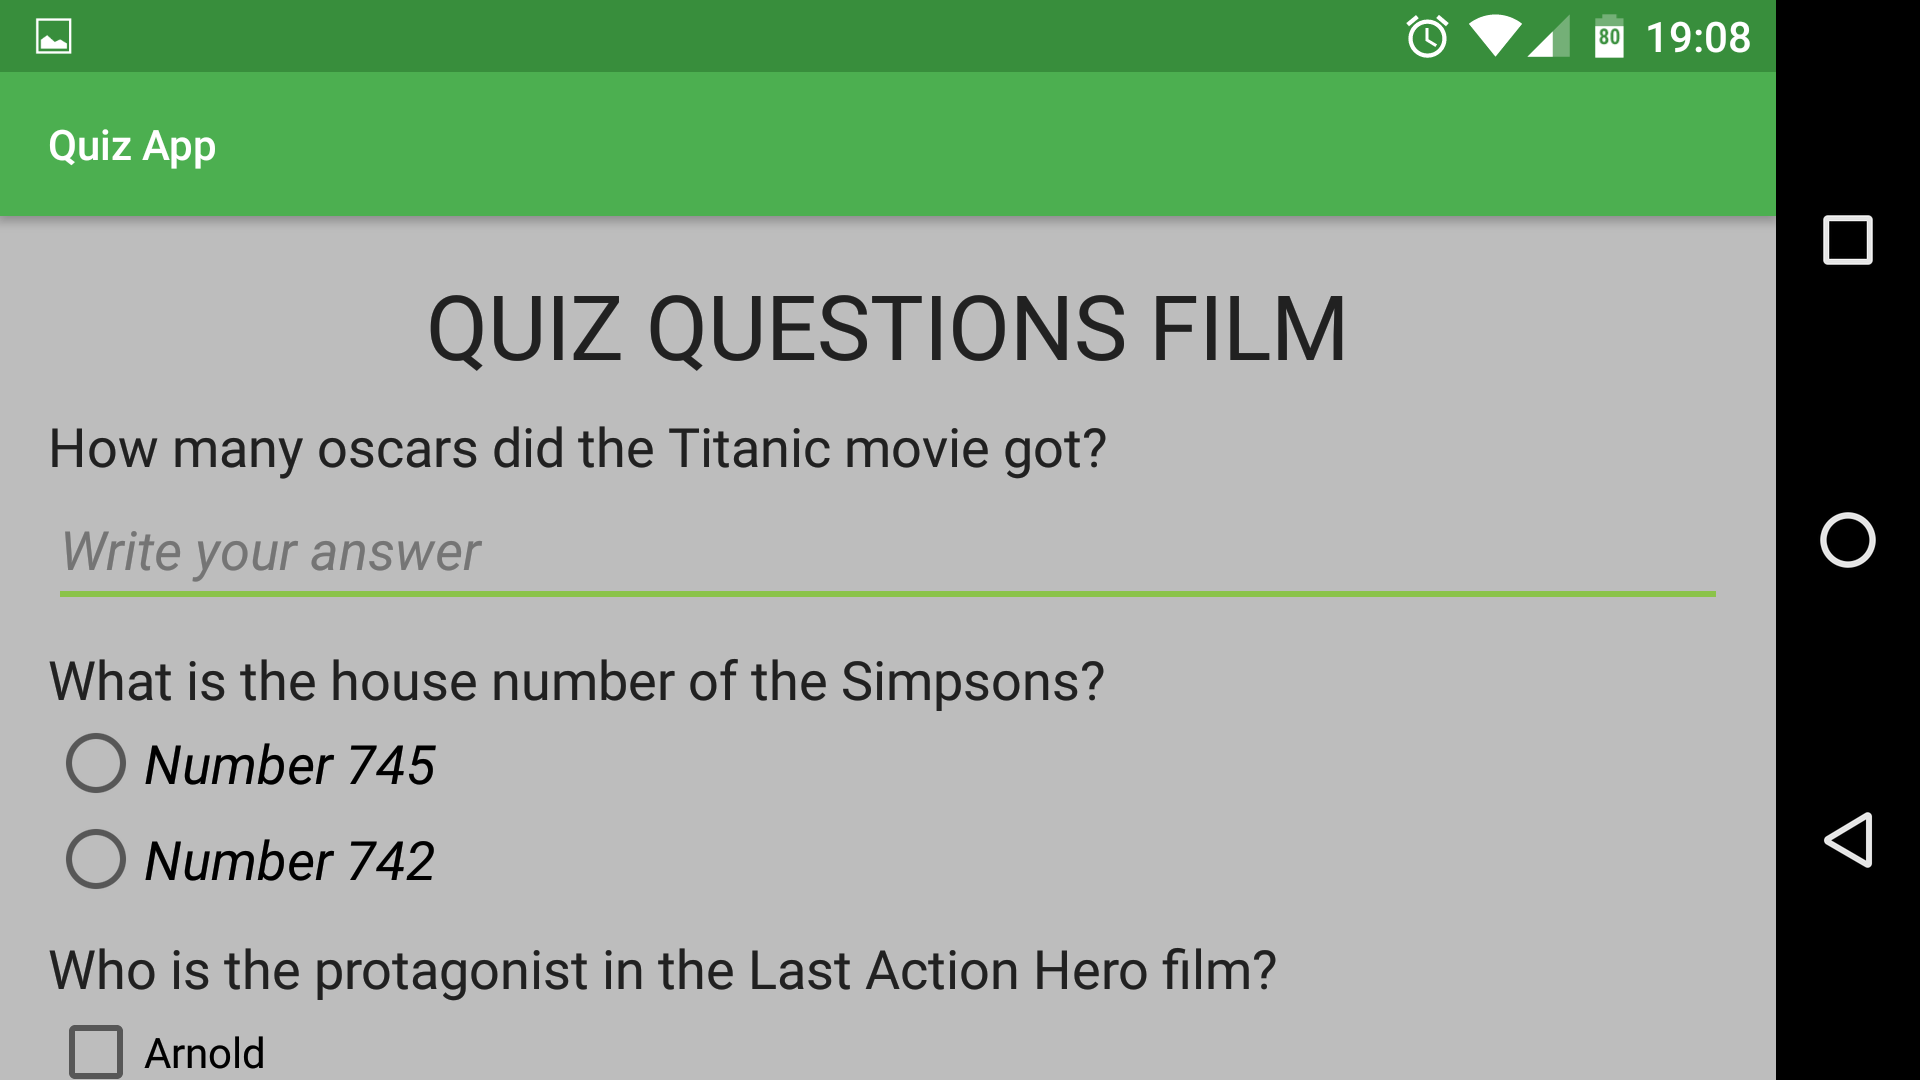 80 19:08
Quiz App
QUIZ QUESTIONS FILM
How many oscars did the Titanic movie got?
Write your answer
What is the house number of the Simpsons?
Number 745
Number 742
Who is the protagonist in the Last Action Hero film?
Arnold